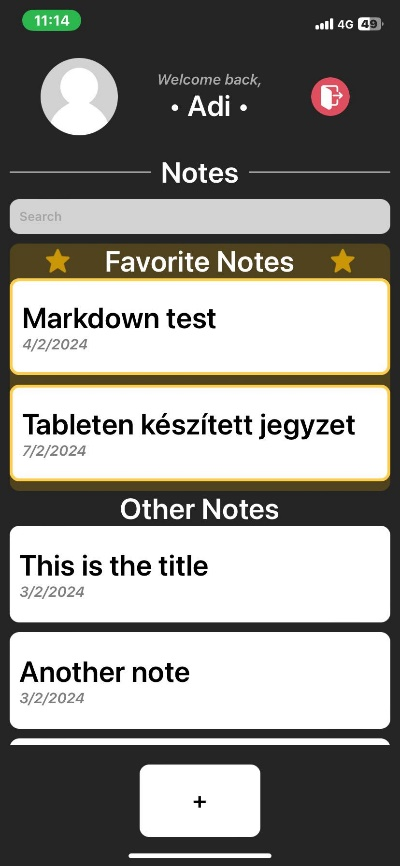 11:14
4G 49
Welcome back,
• Adi •
Notes
Search
Favorite Notes
Markdown test
4/2/2024
Tableten készített jegyzet
7/2/2024
Other Notes
This is the title
3/2/2024
Another note
3/2/2024
+